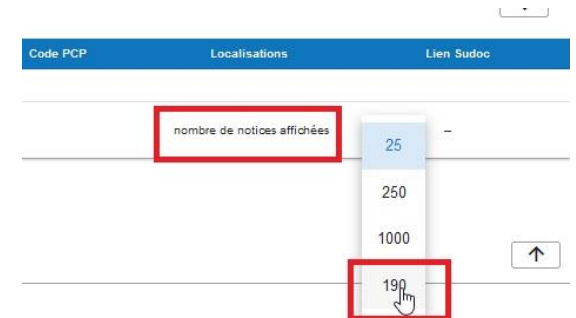 Code PCP Localisations Lien Sudoc
nombre de notices affichées
25 –
250
1000
190